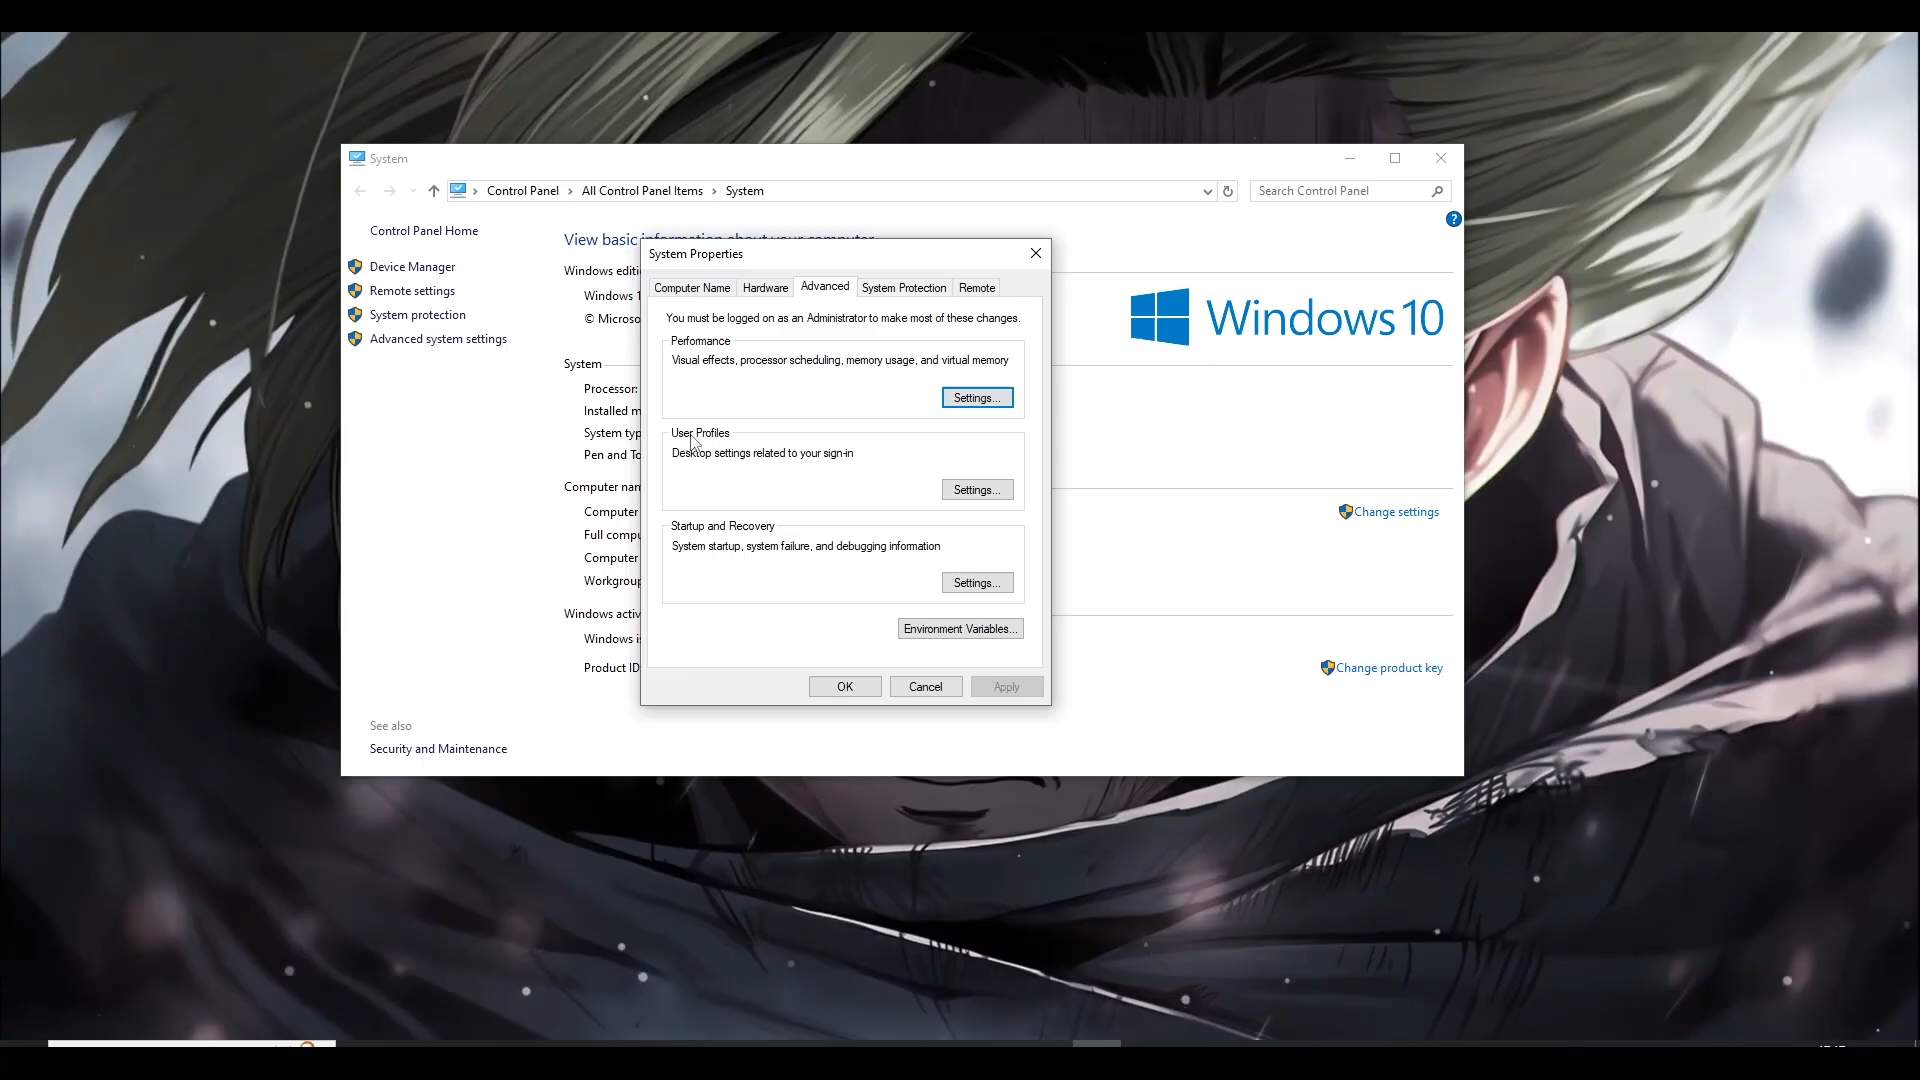 System
Control Panel
All Control Panel Items
System
Search Control Panel
Control Panel Home
Device Manager
Remote settings
System protection
Advanced system settings
See also
Security and Maintenance
View basic
Windows
Windows
© Microso
System
Processor:
Installed m
System typ
Pen and To
Computer nam
Computer
Full compu
Computer
Workgroup
Windows activ
Windows i
Product ID
System Properties
Computer Name Hardware Advanced System Protection Remote
You must be logged on as an Administrator to make most of these changes.
Performance
Visual effects, processor scheduling, memory usage, and virtual memory
Settings...
User Profiles
Desktop settings related to your sign-in
Settings...
Startup and Recovery
System startup, system failure, and debugging information
Settings...
Environment Variables...
OK Cancel Apply
Windows 10
Change settings
Change product key
?